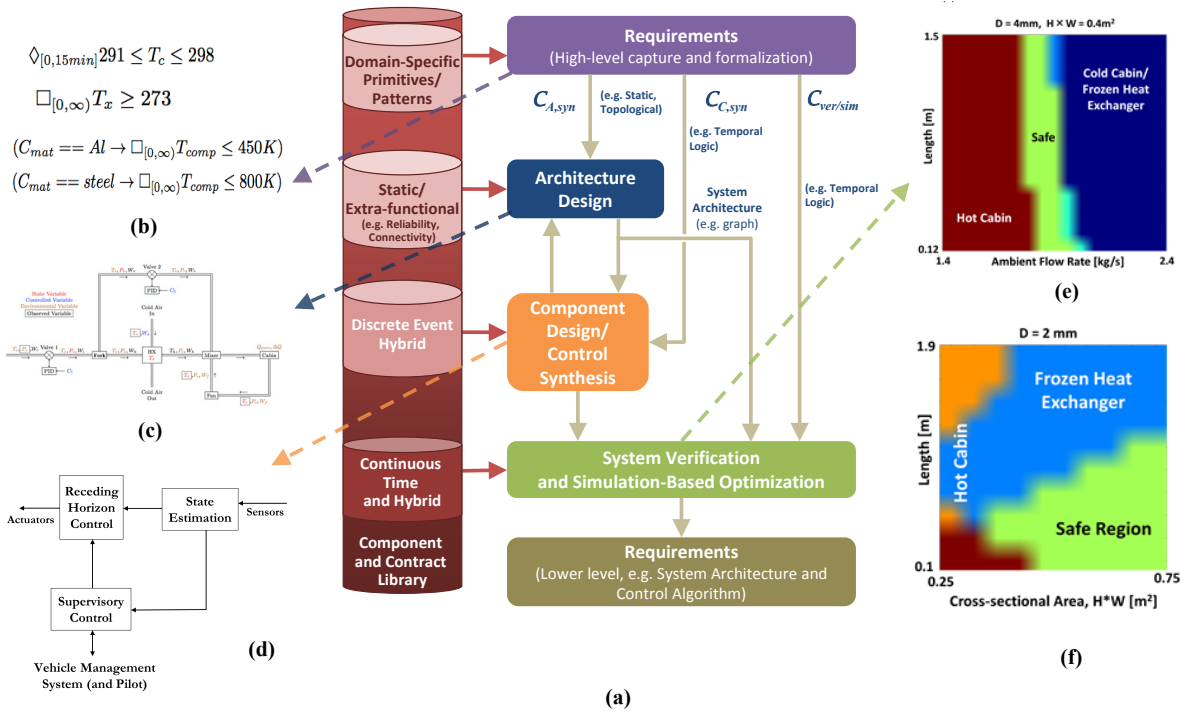 ◊[0,15min] 291 ≤ Tc ≤ 298
□[0,∞) Tx ≥ 273
(Cmat == Al → □[0,∞) Tcomp ≤ 450K)
(Cmat == steel → □[0,∞) Tcomp ≤ 800K)
(b)
State Variable
Controlled Variable
Environmental Variable
Observed Variable
Valve 2
PID
Cold Air
In
Valve 1
PID
Fork
HX
Mixer
Cabin
Fan
Cold Air
Out
(c)
Receding
Horizon
Control
State
Estimation
Actuators
Sensors
Supervisory
Control
Vehicle Management
System (and Pilot)
(d)
Domain-Specific
Primitives/
Patterns
Static/
Extra-functional
(e.g. Reliability,
Connectivity)
Discrete Event
Hybrid
Continuous
Time
and Hybrid
Component
and Contract
Library
Requirements
(High-level capture and formalization)
CA,syn
(e.g. Static,
Topological)
CC,syn
(e.g. Temporal
Logic)
Cver/sim
(e.g. Temporal
Logic)
Architecture
Design
System
Architecture
(e.g. graph)
Component
Design/
Control
Synthesis
System Verification
and Simulation-Based Optimization
Requirements
(Lower level, e.g. System Architecture and
Control Algorithm)
(a)
D = 4mm, H × W = 0.4m²
1.5
Length [m]
0.12
Hot Cabin
Safe
Cold Cabin/
Frozen Heat
Exchanger
1.4
Ambient Flow Rate [kg/s]
2.4
(e)
D = 2 mm
1.9
Length [m]
0.1
Hot Cabin
Frozen Heat
Exchanger
Safe Region
0.25
0.75
Cross-sectional Area, H*W [m²]
(f)